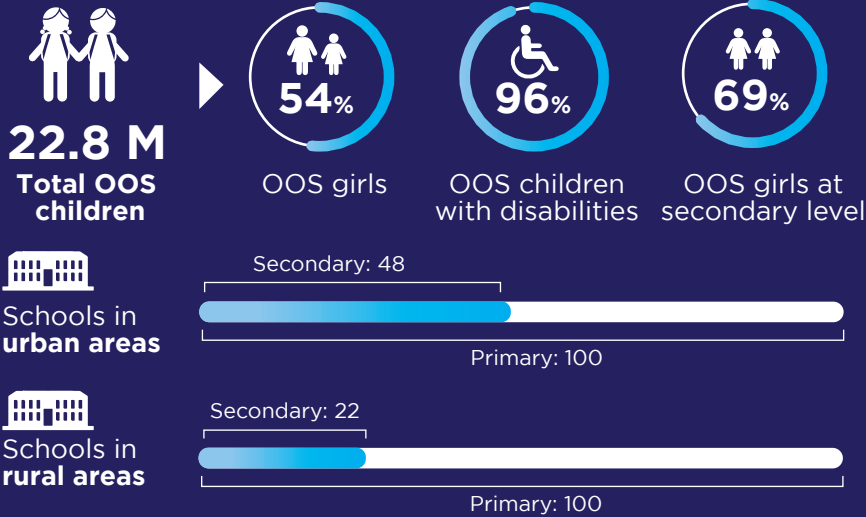 22.8 M
Total OOS
children
54%
OOS girls
96%
OOS children
with disabilities
69%
OOS girls at
secondary level
Schools in
urban areas
Secondary: 48
Primary: 100
Schools in
rural areas
Secondary: 22
Primary: 100